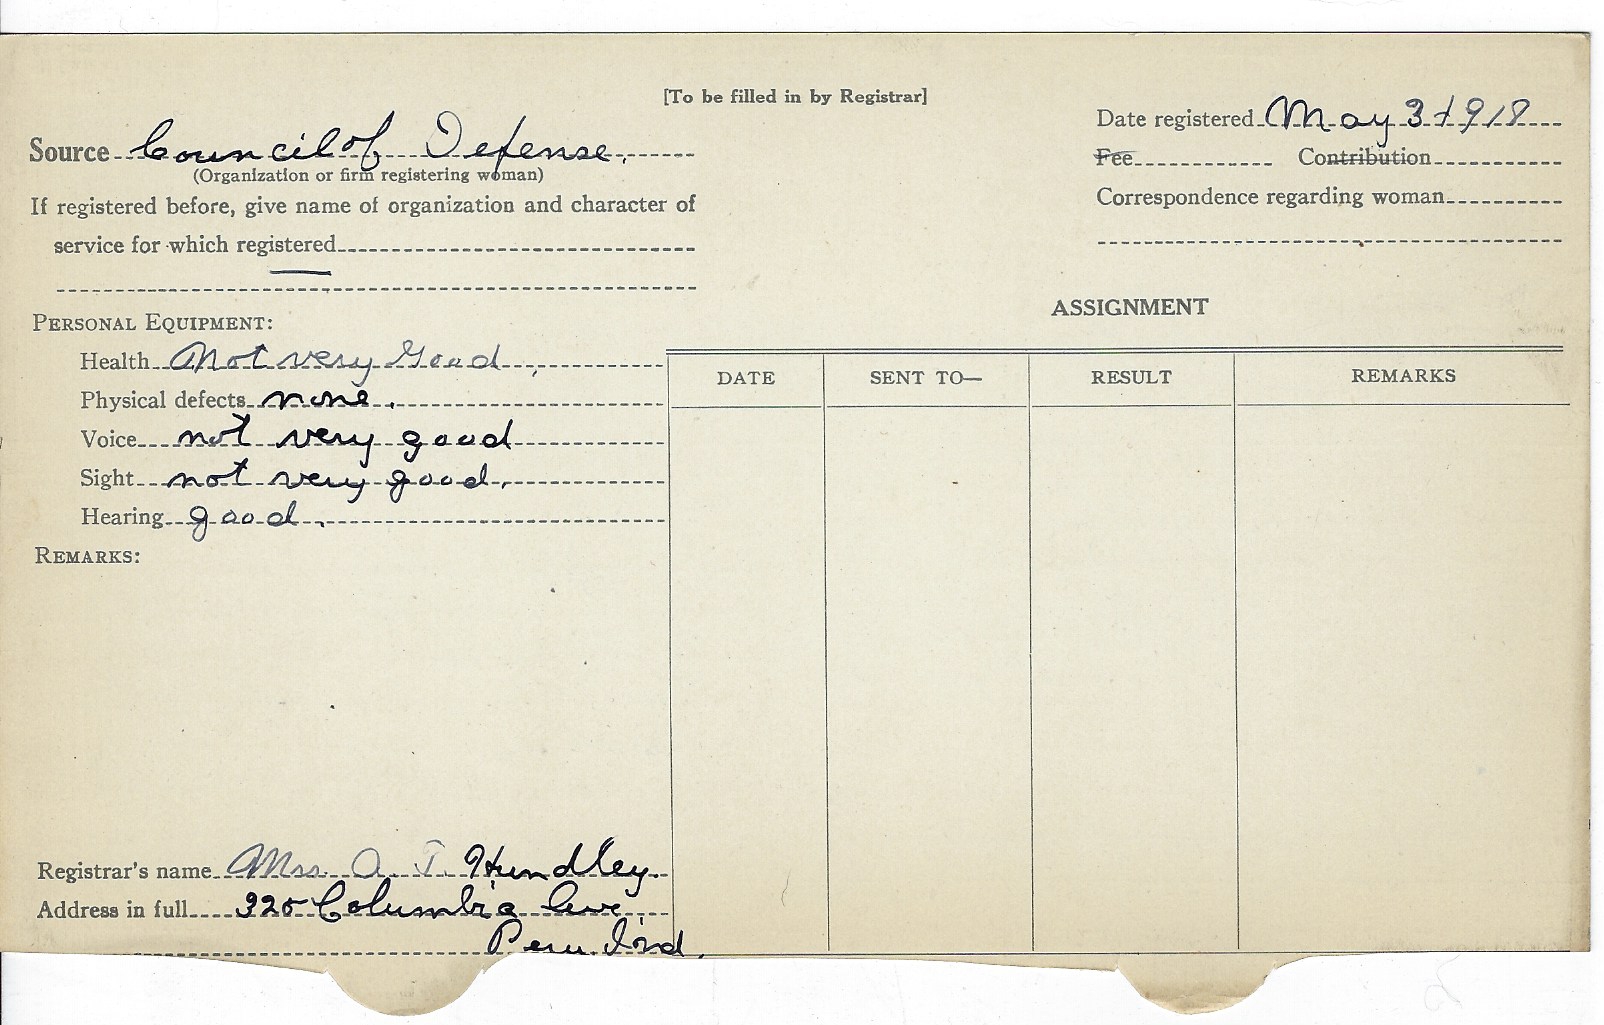 [To be filled in by Registrar]
Source Council of Defense.
(Organization or firm registering woman)
If registered before, give name of organization and character of
service for which registered
Date registered May 3 1918
Fee Contribution
Correspondence regarding woman
PERSONAL EQUIPMENT:
Health Not very Good
Physical defects none.
Voice not very good
Sight not very good.
Hearing good.
REMARKS:
Registrar's name Mrs. A. T. Hundley
Address in full 320 Columbia Ave
Peru. Ind.
ASSIGNMENT
DATE SENT TO— RESULT REMARKS